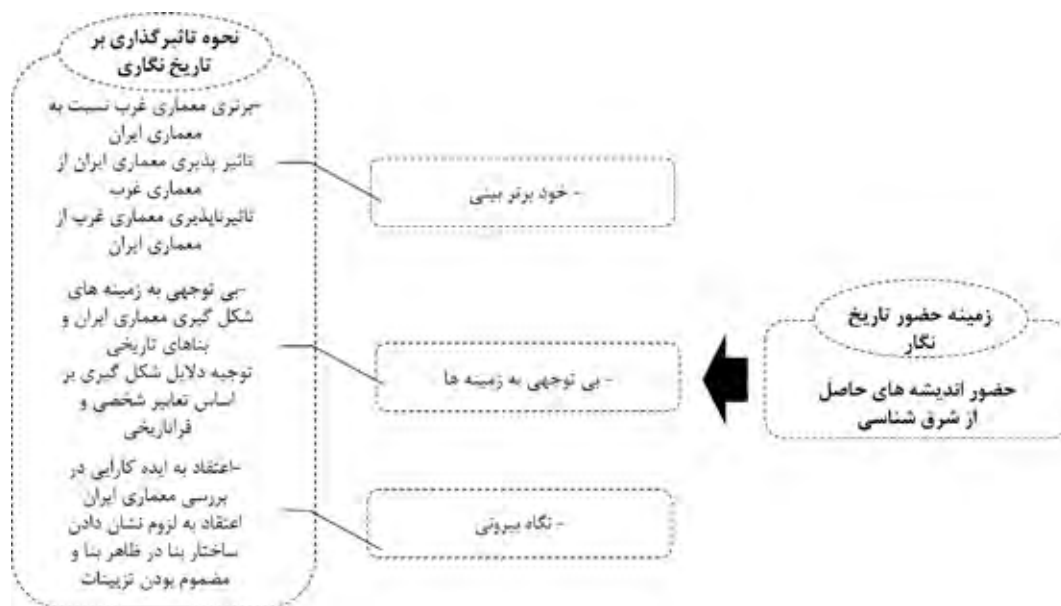 زمینه حضور تاریخ
نگار
حضور اندیشه های حاصل
از شرق شناسی
- خود برتر بینی
- بی توجهی به زمینه ها
- نگاه بیرونی
نحوه تاثیرگذاری بر
تاریخ نگاری
-برتری معماری غرب نسبت به
معماری ایران
تاثیر پذیری معماری ایران از
معماری غرب
تاثیرناپذیری معماری غرب از
معماری ایران
-بی توجهی به زمینه های
شکل گیری معماری ایران و
بناهای تاریخی
توجیه دلایل شکل گیری بر
اساس تعابیر شخصی و
فراتاریخی
-اعتقاد به ایده کارآیی در
بررسی معماری ایران
اعتقاد به لزوم نشان دادن
ساختار بنا در ظاهر بنا و
مضموم بودن تزیینات